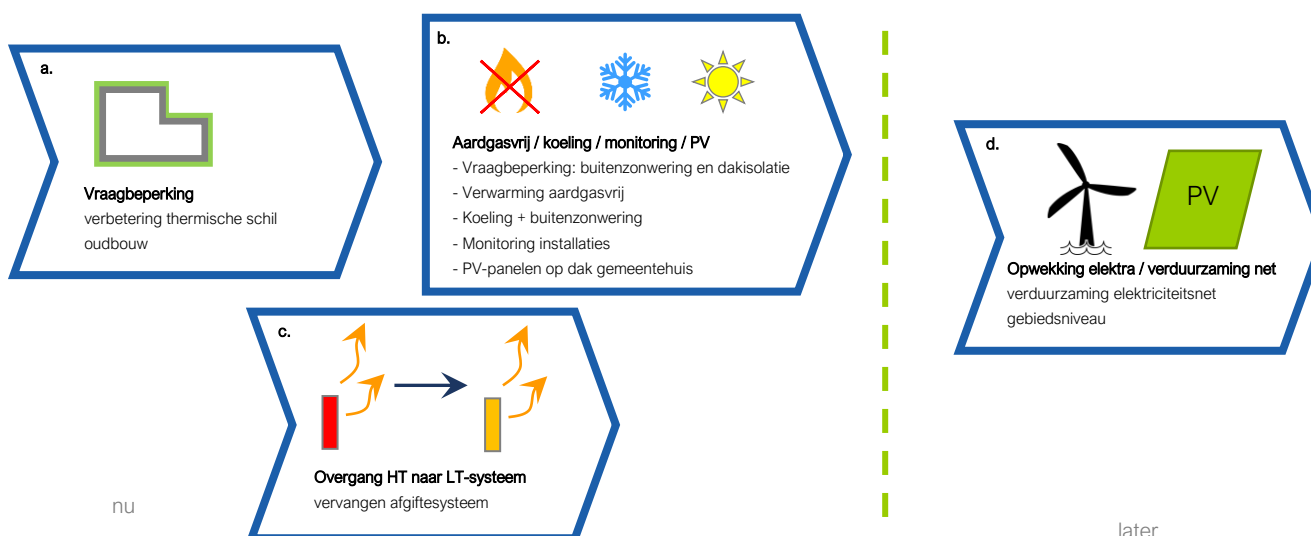 a.
Vraagbeperking
verbetering thermische schil
oudbouw
b.
Aardgasvrij / koeling / monitoring / PV
- Vraagbeperking: buitenzonwering en dakisolatie
- Verwarming aardgasvrij
- Koeling + buitenzonwering
- Monitoring installaties
- PV-panelen op dak gemeentehuis
c.
Overgang HT naar LT-systeem
vervangen afgiftesysteem
d.
PV
Opwekking elektra / verduurzaming net
verduurzaming elektriciteitsnet
gebiedsniveau
nu
later